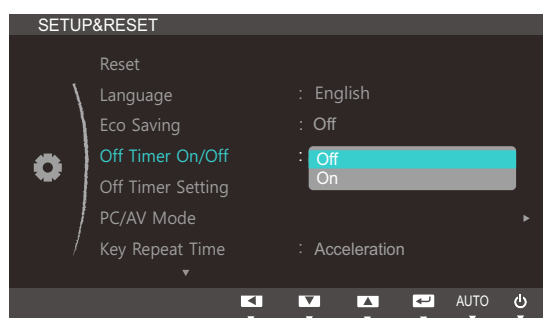 SETUP&RESET
Reset
Language : English
Eco Saving : Off
Off Timer On/Off : Off
On
Off Timer Setting
PC/AV Mode
Key Repeat Time : Acceleration
AUTO